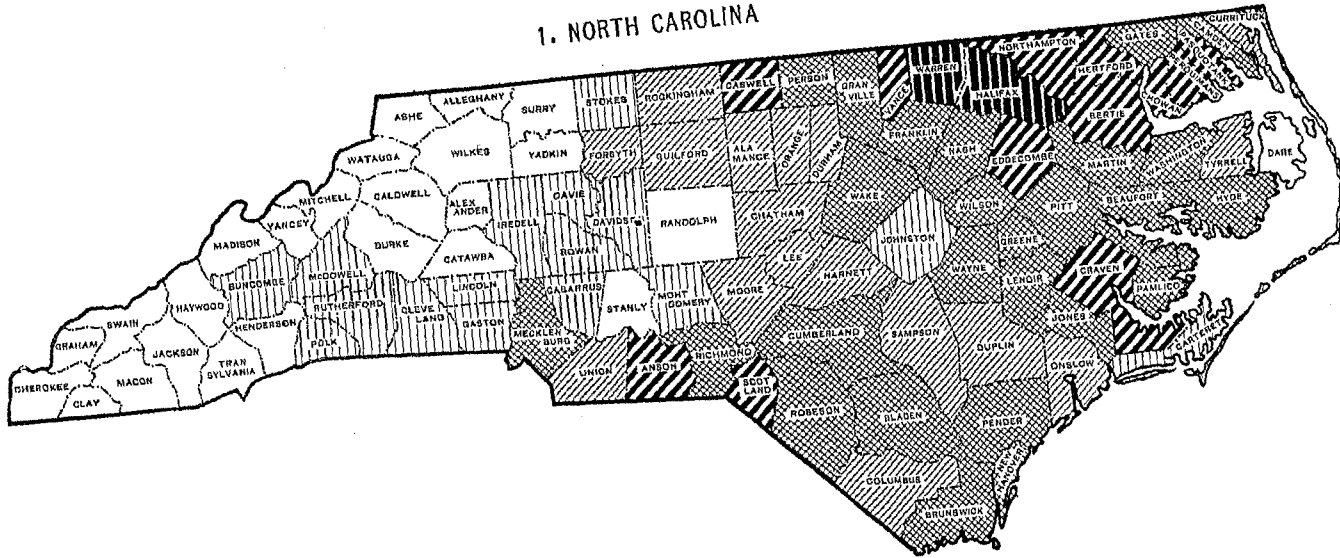 1. NORTH CAROLINA
ASHE
ALLEGHANY
SURRY
STOKES
ROCKINGHAM
CASWELL
PERSON
GRAN
VILLE
VANCE
WARREN
HALIFAX
NORTHAMPTON
HERTFORD
GATES
CURRITUCK
CAMDEN
BERTIE
CHOWAN
WATAUGA
WILKES
YADKIN
FORSYTH
GUILFORD
ALA
MANCE
ORANGE
DURHAM
FRANKLIN
NASH
EDGECOMBE
MARTIN
WASHINGTON
TYRRELL
DARE
MITCHELL
YANCEY
CALDWELL
ALEX
ANDER
IREDELL
DAVIE
DAVIDS
RANDOLPH
CHATHAM
WAKE
WILSON
PITT
BEAUFORT
HYDE
MADISON
BUNCOMBE
MCDOWELL
BURKE
CATAWBA
ROWAN
LEE
HARNETT
JOHNSTON
WAYNE
GREENE
LENOIR
CRAVEN
PAMLICO
SWAIN
HAYWOOD
HENDERSON
RUTHERFORD
POLK
CLEVE
LAND
LINCOLN
GASTON
CABARRUS
STANLY
MONT
GOMERY
MOORE
GRAHAM
JACKSON
TRAN
SYLVANIA
MECKLEN
BURG
CUMBERLAND
SAMPSON
DUPLIN
JONES
CARTERET
CHEROKEE
MACON
CLAY
UNION
ANSON
RICHMOND
SCOT
LAND
ROBESON
BLADEN
PENDER
ONSLOW
COLUMBUS
NEW
HANOVER
BRUNSWICK